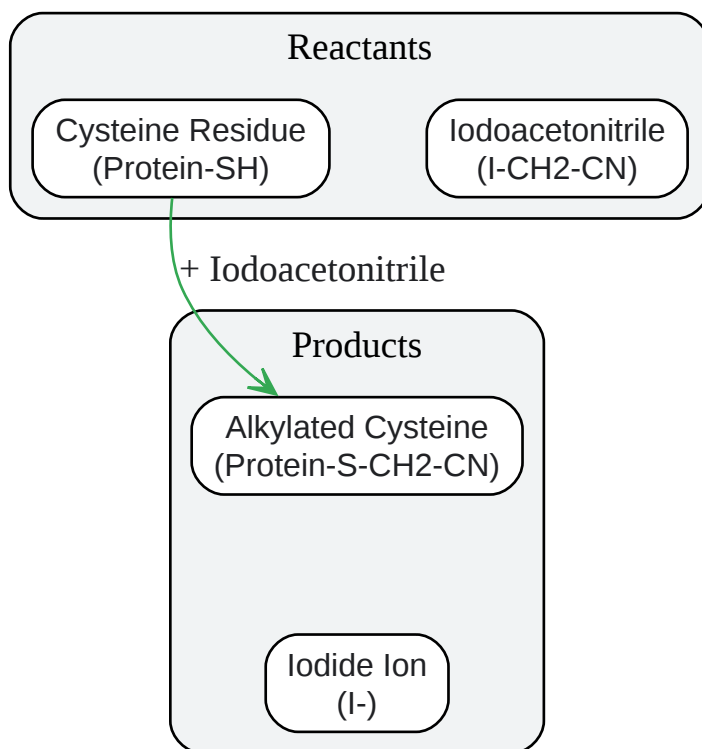 Reactants
Cysteine Residue
(Protein-SH)
Iodoacetonitrile
(I-CH2-CN)
+ Iodoacetonitrile
Products
Alkylated Cysteine
(Protein-S-CH2-CN)
Iodide Ion
(I-)